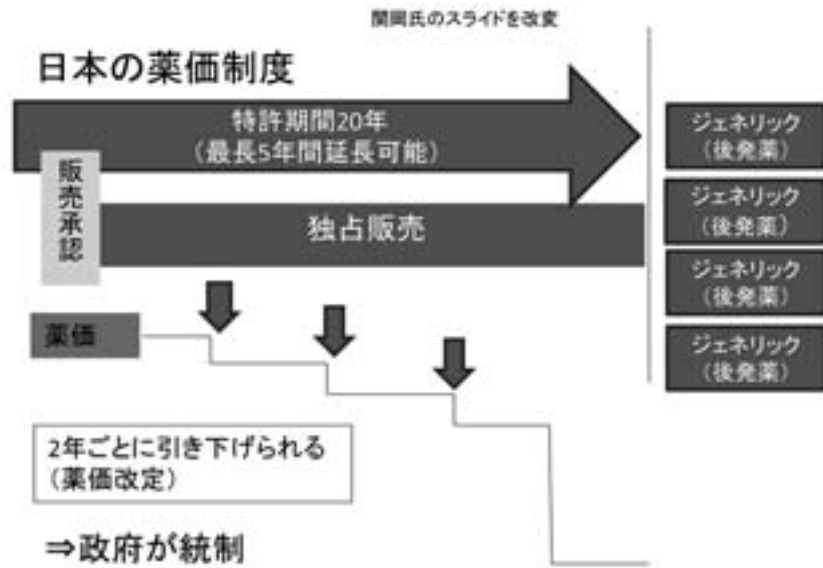 関岡氏のスライドを改変
日本の薬価制度
特許期間20年
（最長5年間延長可能）
販売承認
独占販売
ジェネリック
（後発薬）
ジェネリック
（後発薬）
ジェネリック
（後発薬）
ジェネリック
（後発薬）
薬価
2年ごとに引き下げられる
（薬価改定）
⇒政府が統制